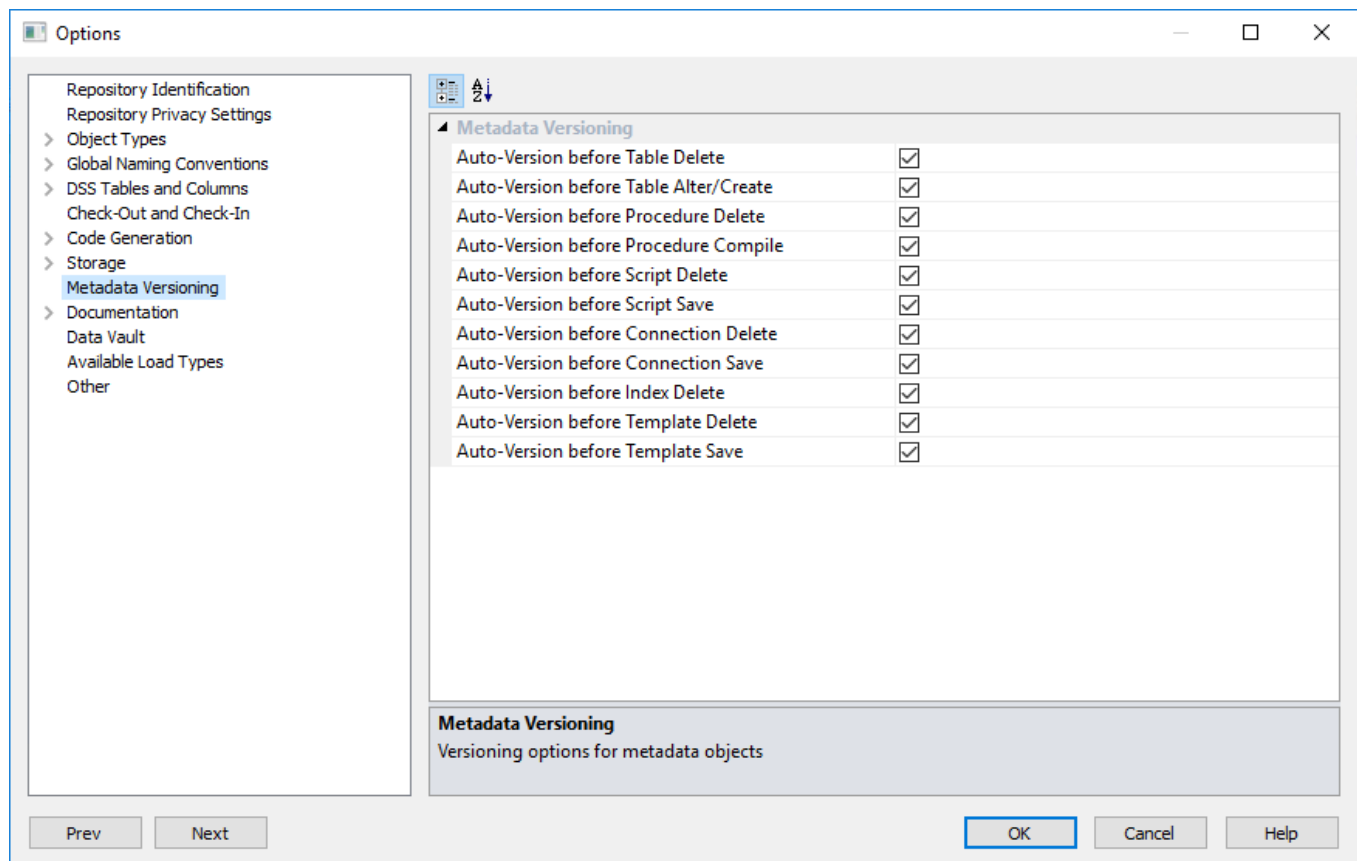 Options
Repository Identification
Repository Privacy Settings
Object Types
Global Naming Conventions
DSS Tables and Columns
Check-Out and Check-In
Code Generation
Storage
Metadata Versioning
Documentation
Data Vault
Available Load Types
Other
Metadata Versioning
Auto-Version before Table Delete
Auto-Version before Table Alter/Create
Auto-Version before Procedure Delete
Auto-Version before Procedure Compile
Auto-Version before Script Delete
Auto-Version before Script Save
Auto-Version before Connection Delete
Auto-Version before Connection Save
Auto-Version before Index Delete
Auto-Version before Template Delete
Auto-Version before Template Save
Metadata Versioning
Versioning options for metadata objects
Prev Next OK Cancel Help